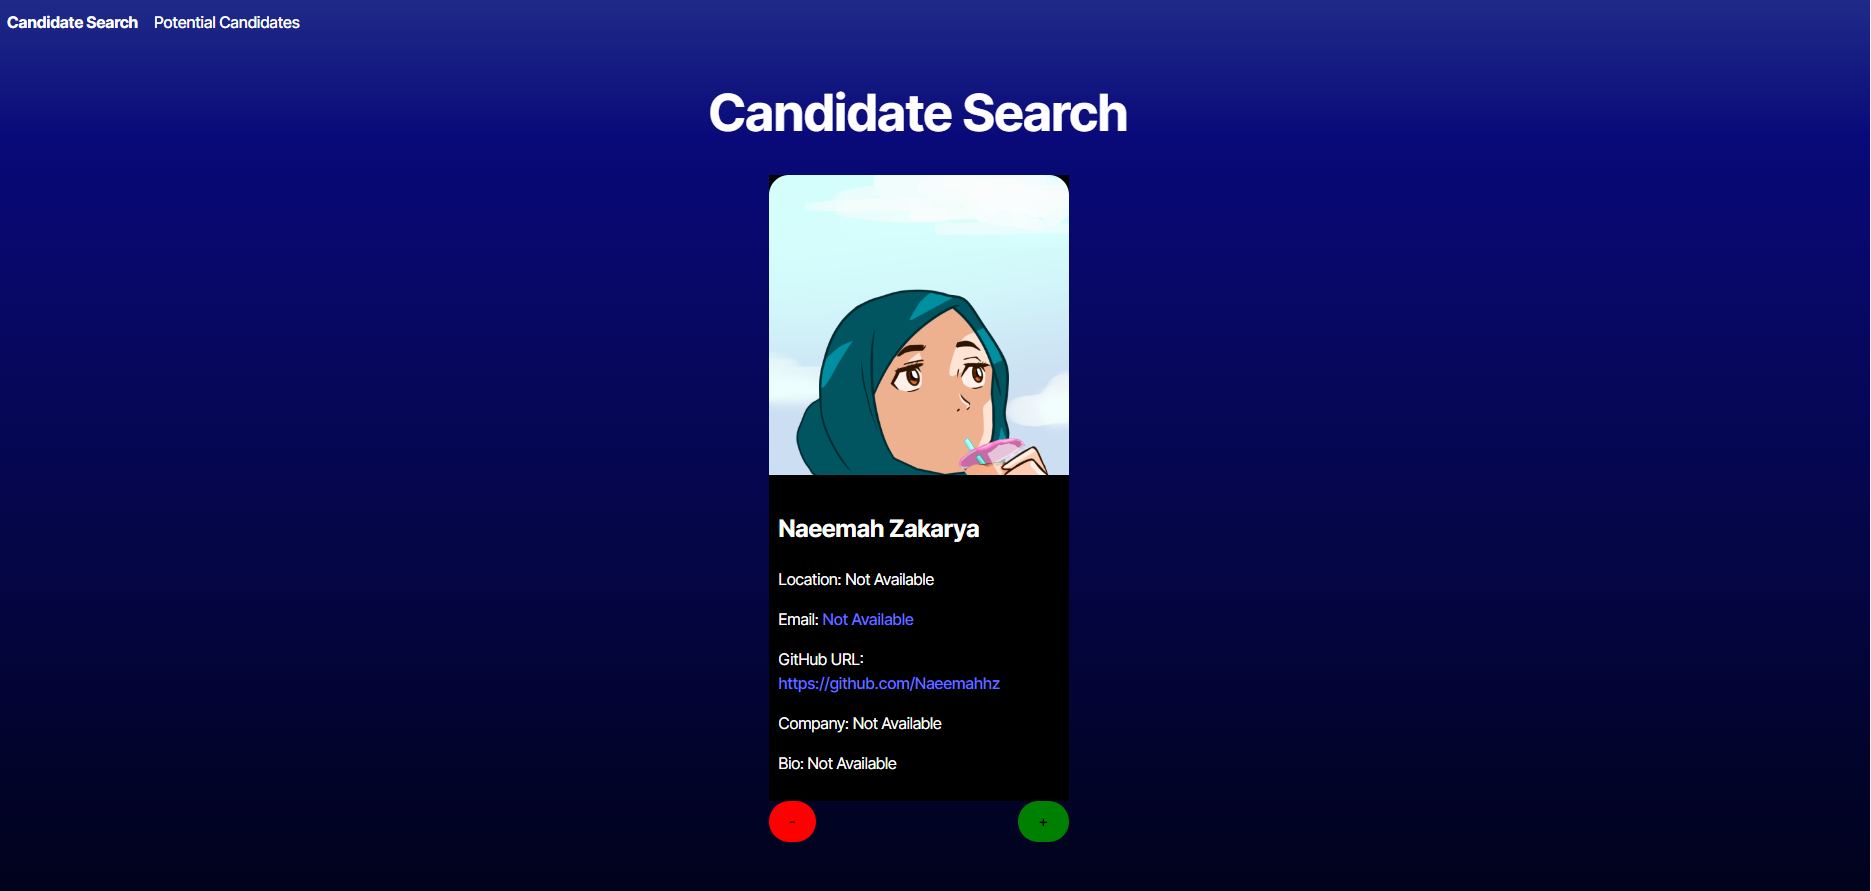 Candidate Search Potential Candidates
Candidate Search
Naeemah Zakarya
Location: Not Available
Email: Not Available
GitHub URL:
https://github.com/Naeemahhz
Company: Not Available
Bio: Not Available
- +